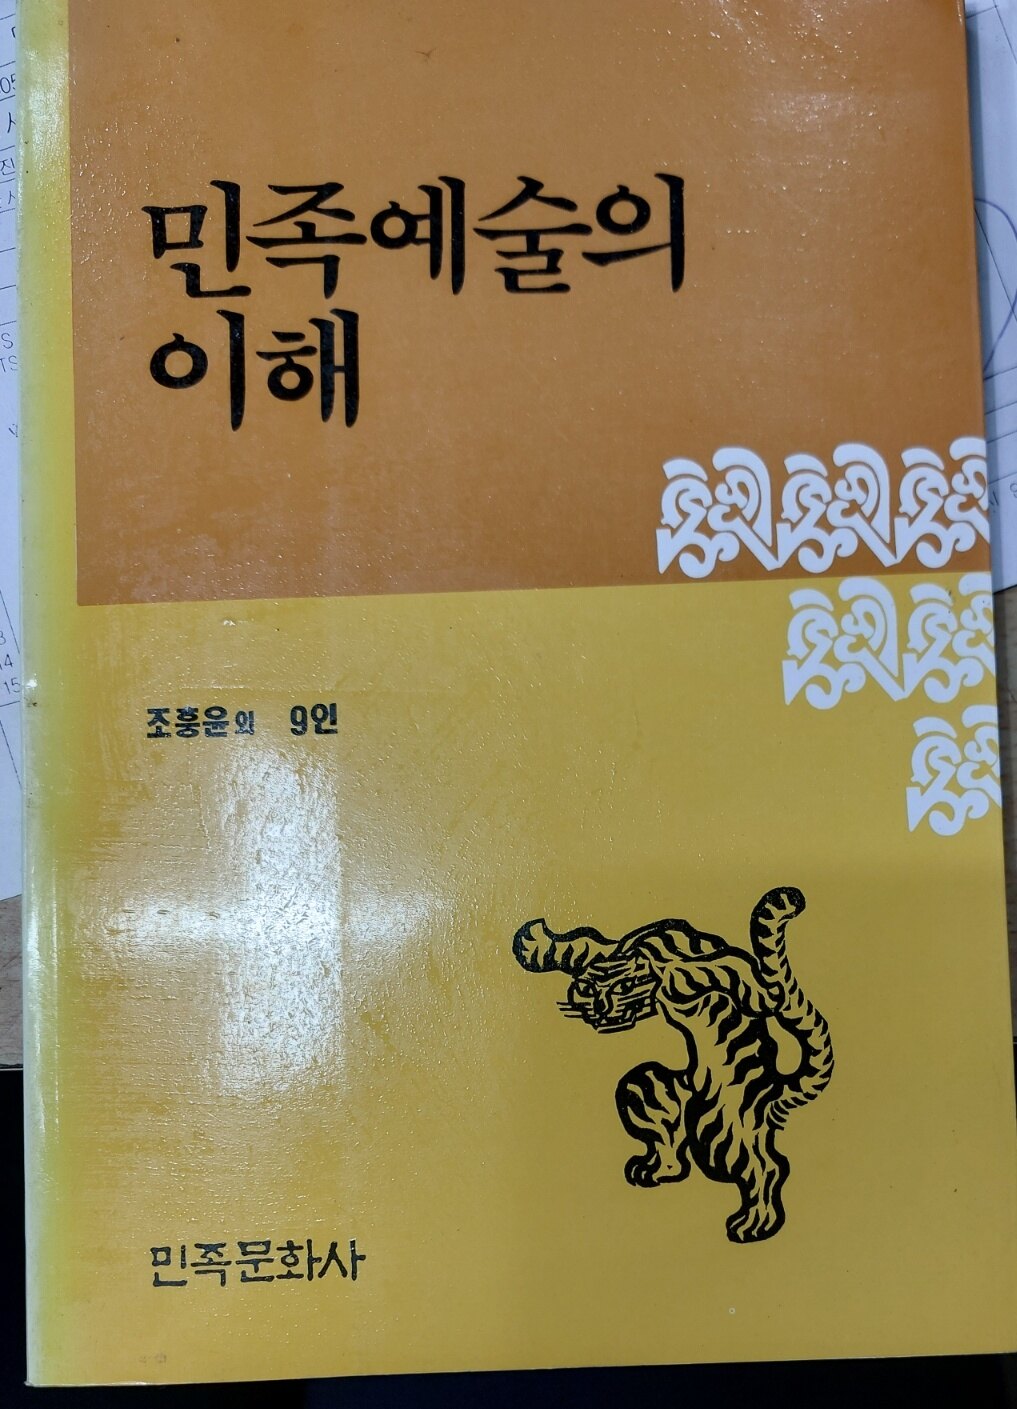 민족예술의
이해
조흥윤외 9인
민족문화사